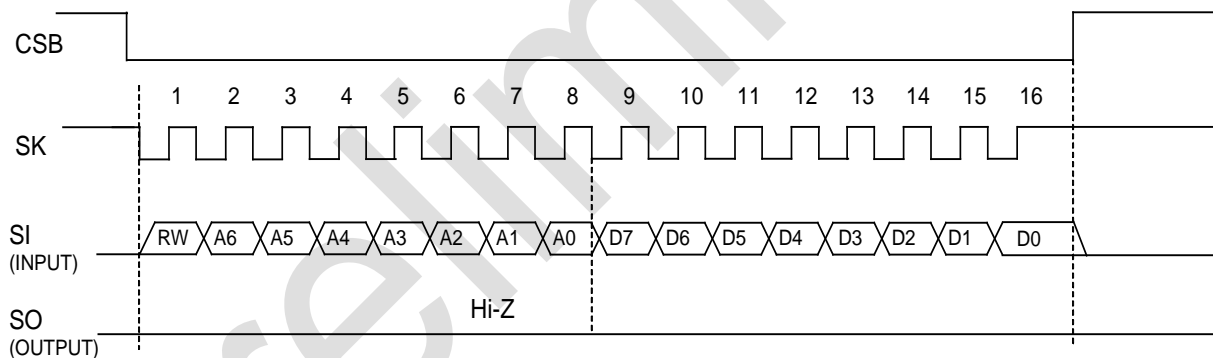 CSB
1 2 3 4 5 6 7 8 9 10 11 12 13 14 15 16
SK
SI
(INPUT)
RW A6 A5 A4 A3 A2 A1 A0 D7 D6 D5 D4 D3 D2 D1 D0
Hi-Z
SO
(OUTPUT)